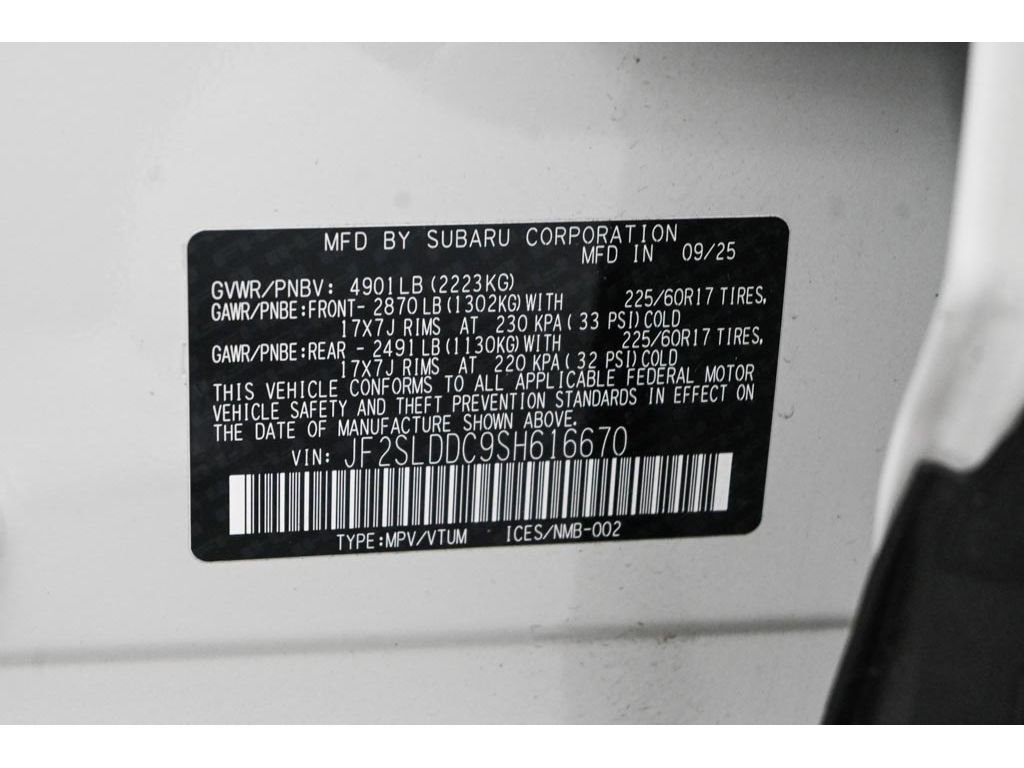 MFD BY SUBARU CORPORATION
MFD IN 09/25
GVWR/PNBV: 4901LB(2223KG)
GAWR/PNBE:FRONT- 2870LB(1302KG)WITH 225/60R17 TIRES,
17X7J RIMS AT 230 KPA( 33 PSI)COLD
GAWR/PNBE:REAR - 2491LB(1130KG)WITH 225/60R17 TIRES,
17X7J RIMS AT 220 KPA( 32 PSI)COLD
THIS VEHICLE CONFORMS TO ALL APPLICABLE FEDERAL MOTOR
VEHICLE SAFETY AND THEFT PREVENTION STANDARDS IN EFFECT ON
THE DATE OF MANUFACTURE SHOWN ABOVE.
VIN: JF2SLDDC9SH616670
TYPE:MPV/VTUM ICES/NMB-002